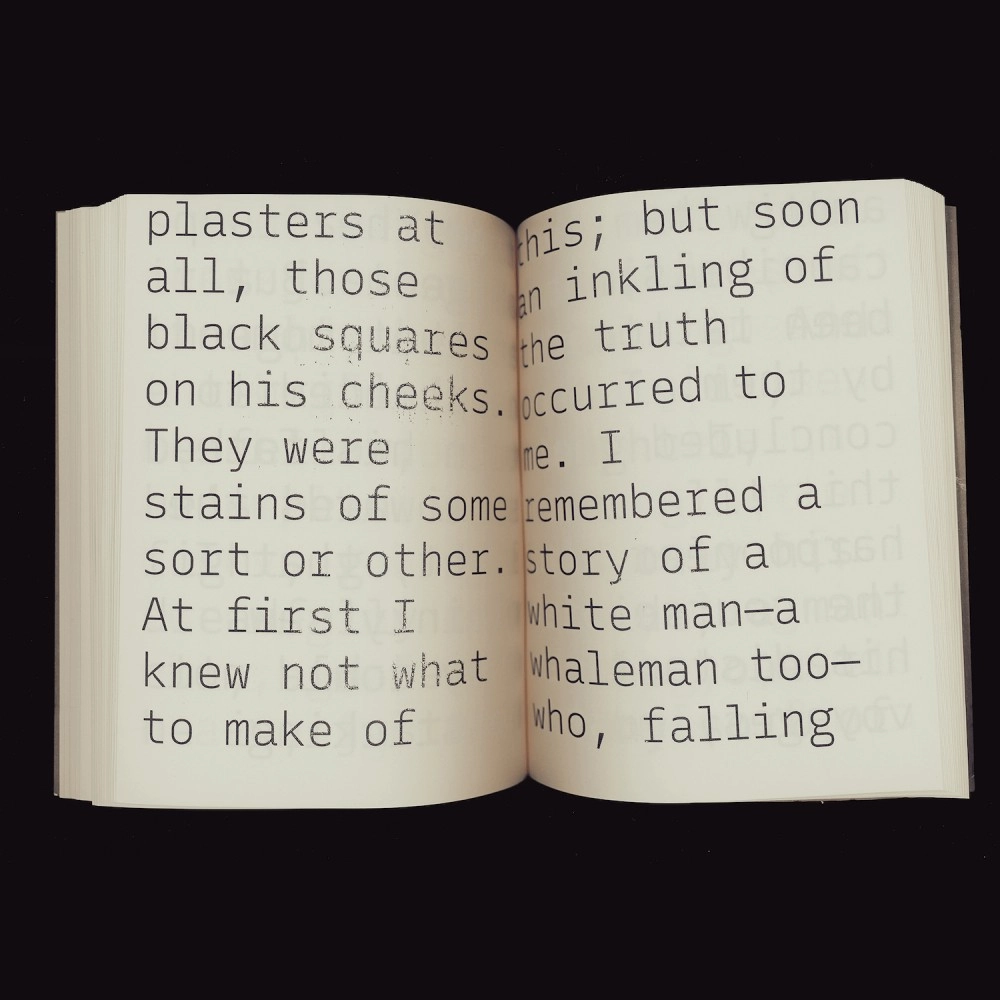 plasters at
all, those
black squares
on his cheeks.
They were
stains of some
sort or other.
At first I
knew not what
to make of
this; but soon
an inkling of
the truth
occurred to
me. I
remembered a
story of a
white man—a
whaleman too—
who, falling